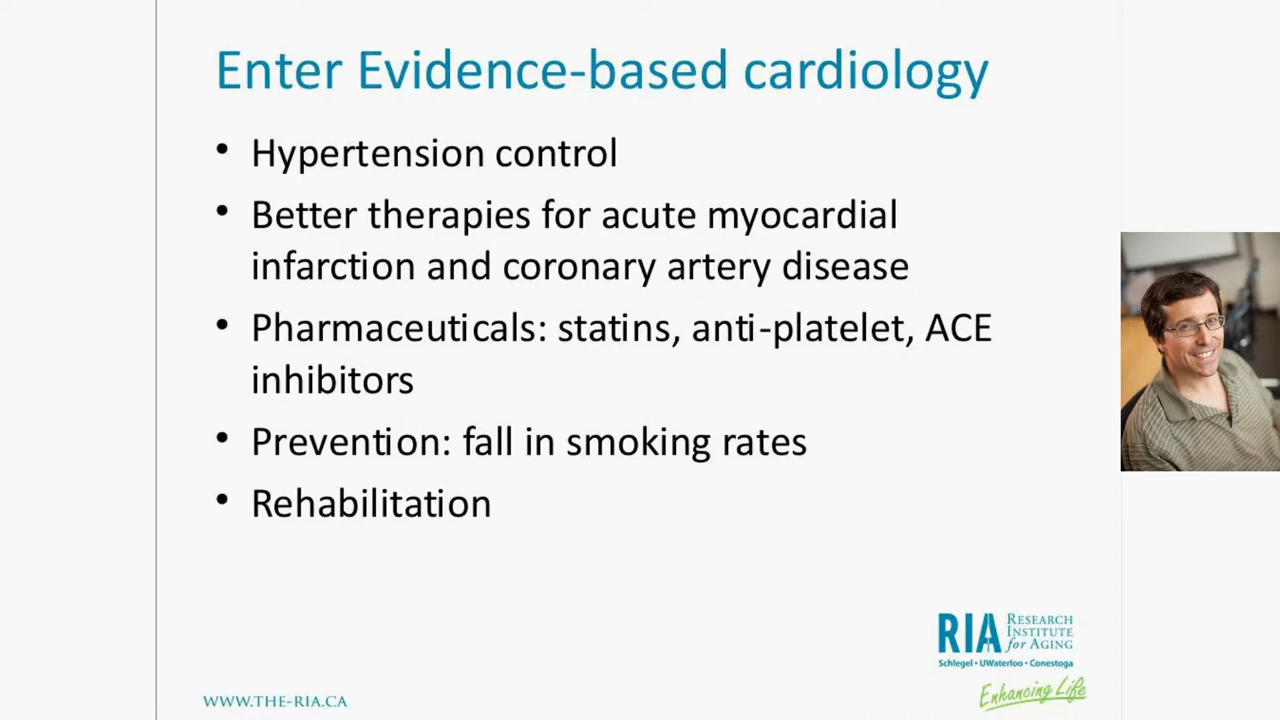 Enter Evidence-based cardiology
• Hypertension control
• Better therapies for acute myocardial
infarction and coronary artery disease
• Pharmaceuticals: statins, anti-platelet, ACE
inhibitors
• Prevention: fall in smoking rates
• Rehabilitation
RIA RESEARCH
INSTITUTE
for AGING
Schlegel • UWaterloo • Conestoga
Enhancing Life
WWW.THE-RIA.CA